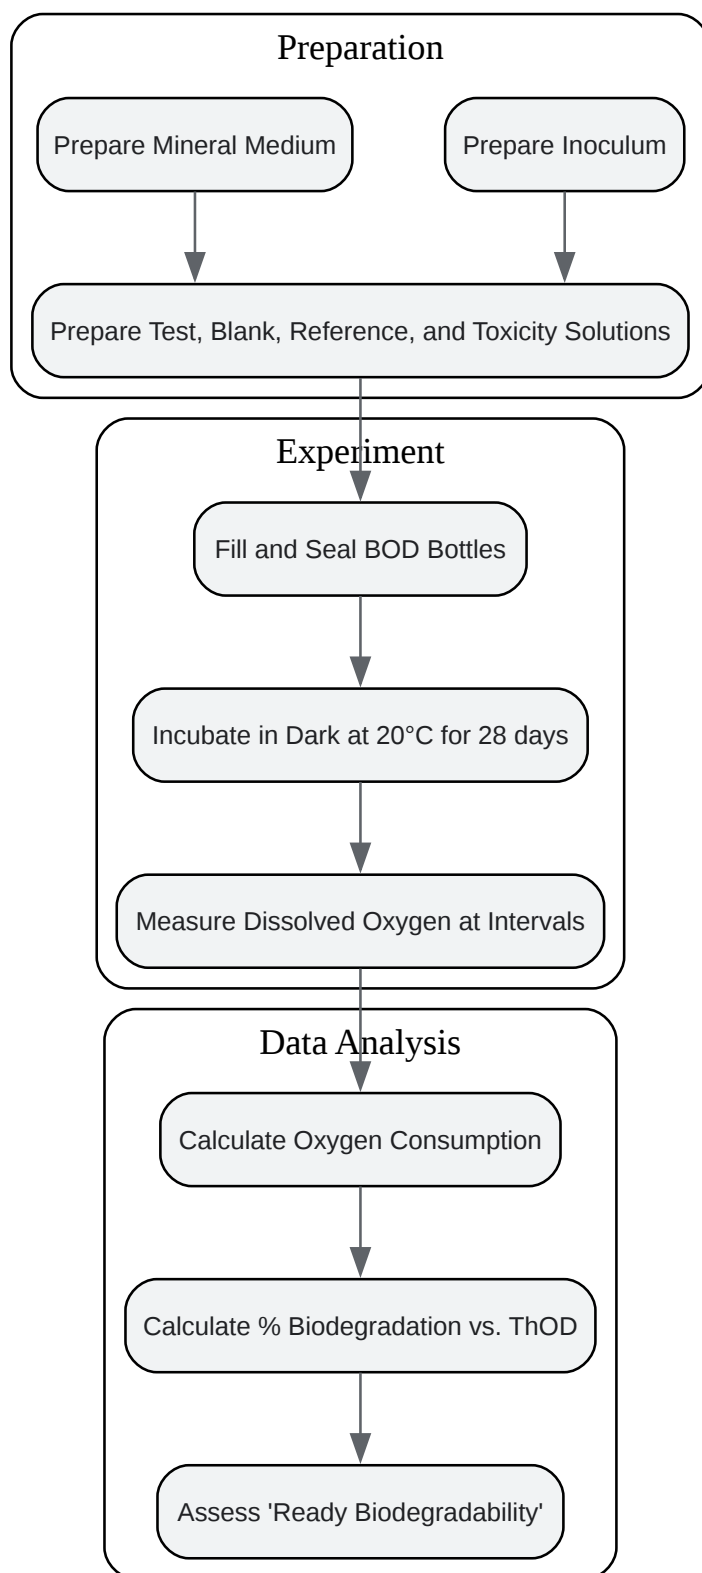 Preparation
Prepare Mineral Medium
Prepare Inoculum
Prepare Test, Blank, Reference, and Toxicity Solutions
Experiment
Fill and Seal BOD Bottles
Incubate in Dark at 20°C for 28 days
Measure Dissolved Oxygen at Intervals
Data Analysis
Calculate Oxygen Consumption
Calculate % Biodegradation vs. ThOD
Assess 'Ready Biodegradability'